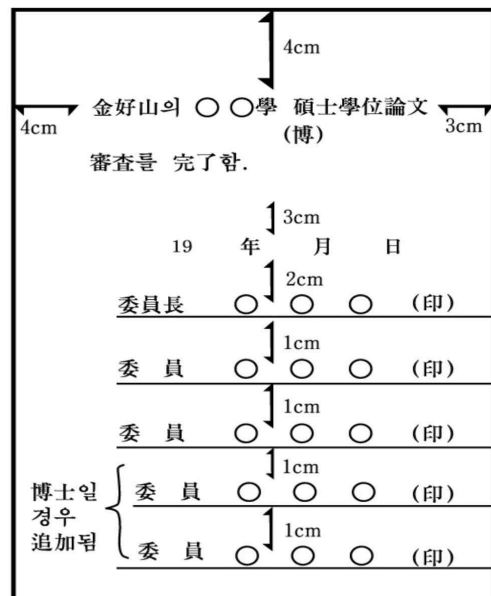 4cm
金好山의 ○ ○學 碩士學位論文
4cm
3cm
(博)
審査를 完了함.
3cm
19 年 月 日
2cm
委員長 ○ ○ ○ (印)
1cm
委 員 ○ ○ ○ (印)
1cm
委 員 ○ ○ ○ (印)
1cm
博士일
경우
追加됨
委 員 ○ ○ ○ (印)
1cm
委 員 ○ ○ ○ (印)